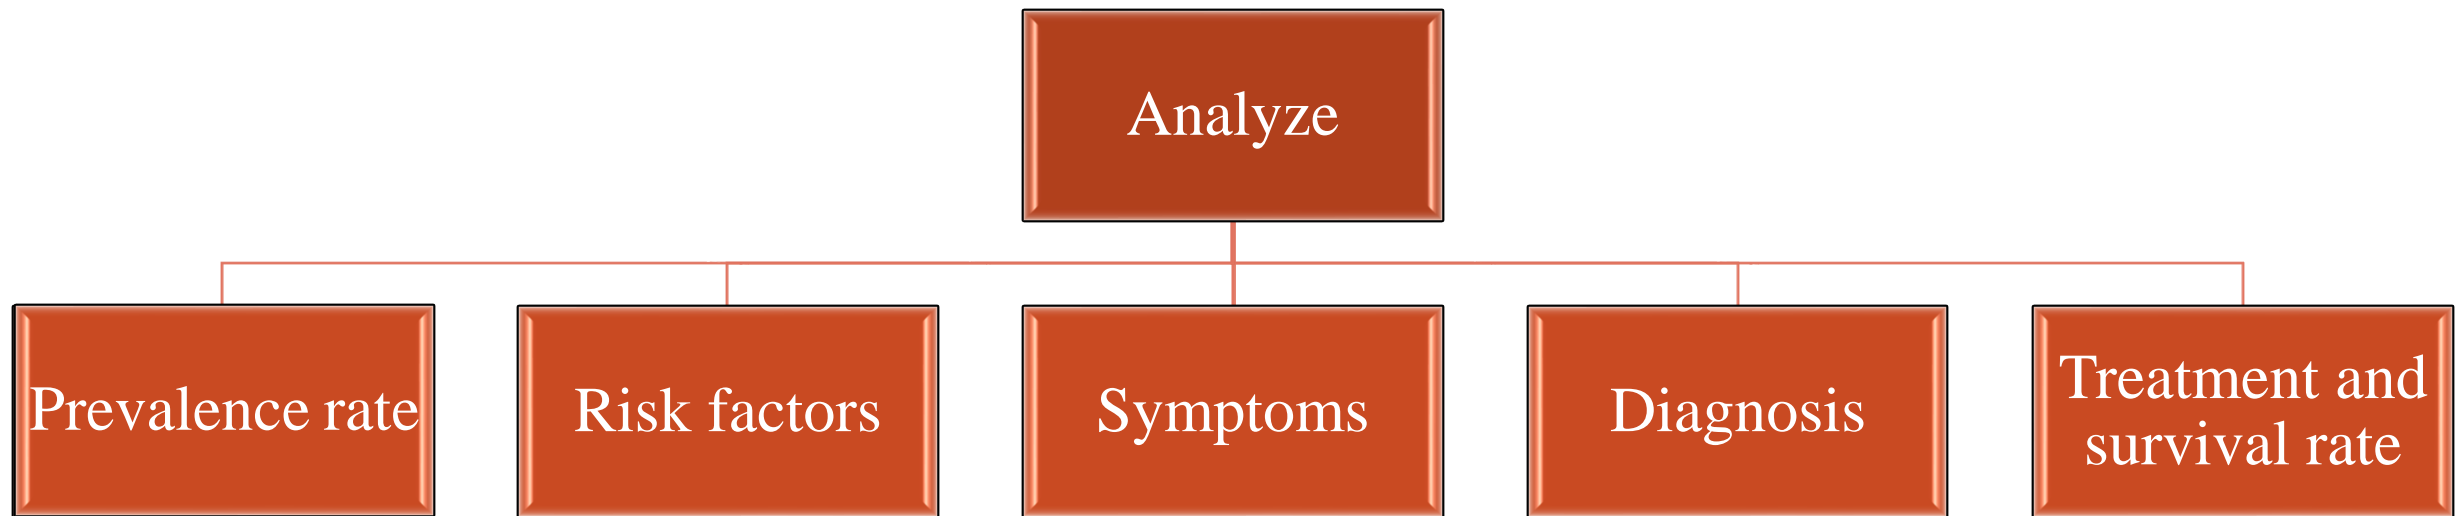 Analyze
Prevalence rate
Risk factors
Symptoms
Diagnosis
Treatment and
survival rate